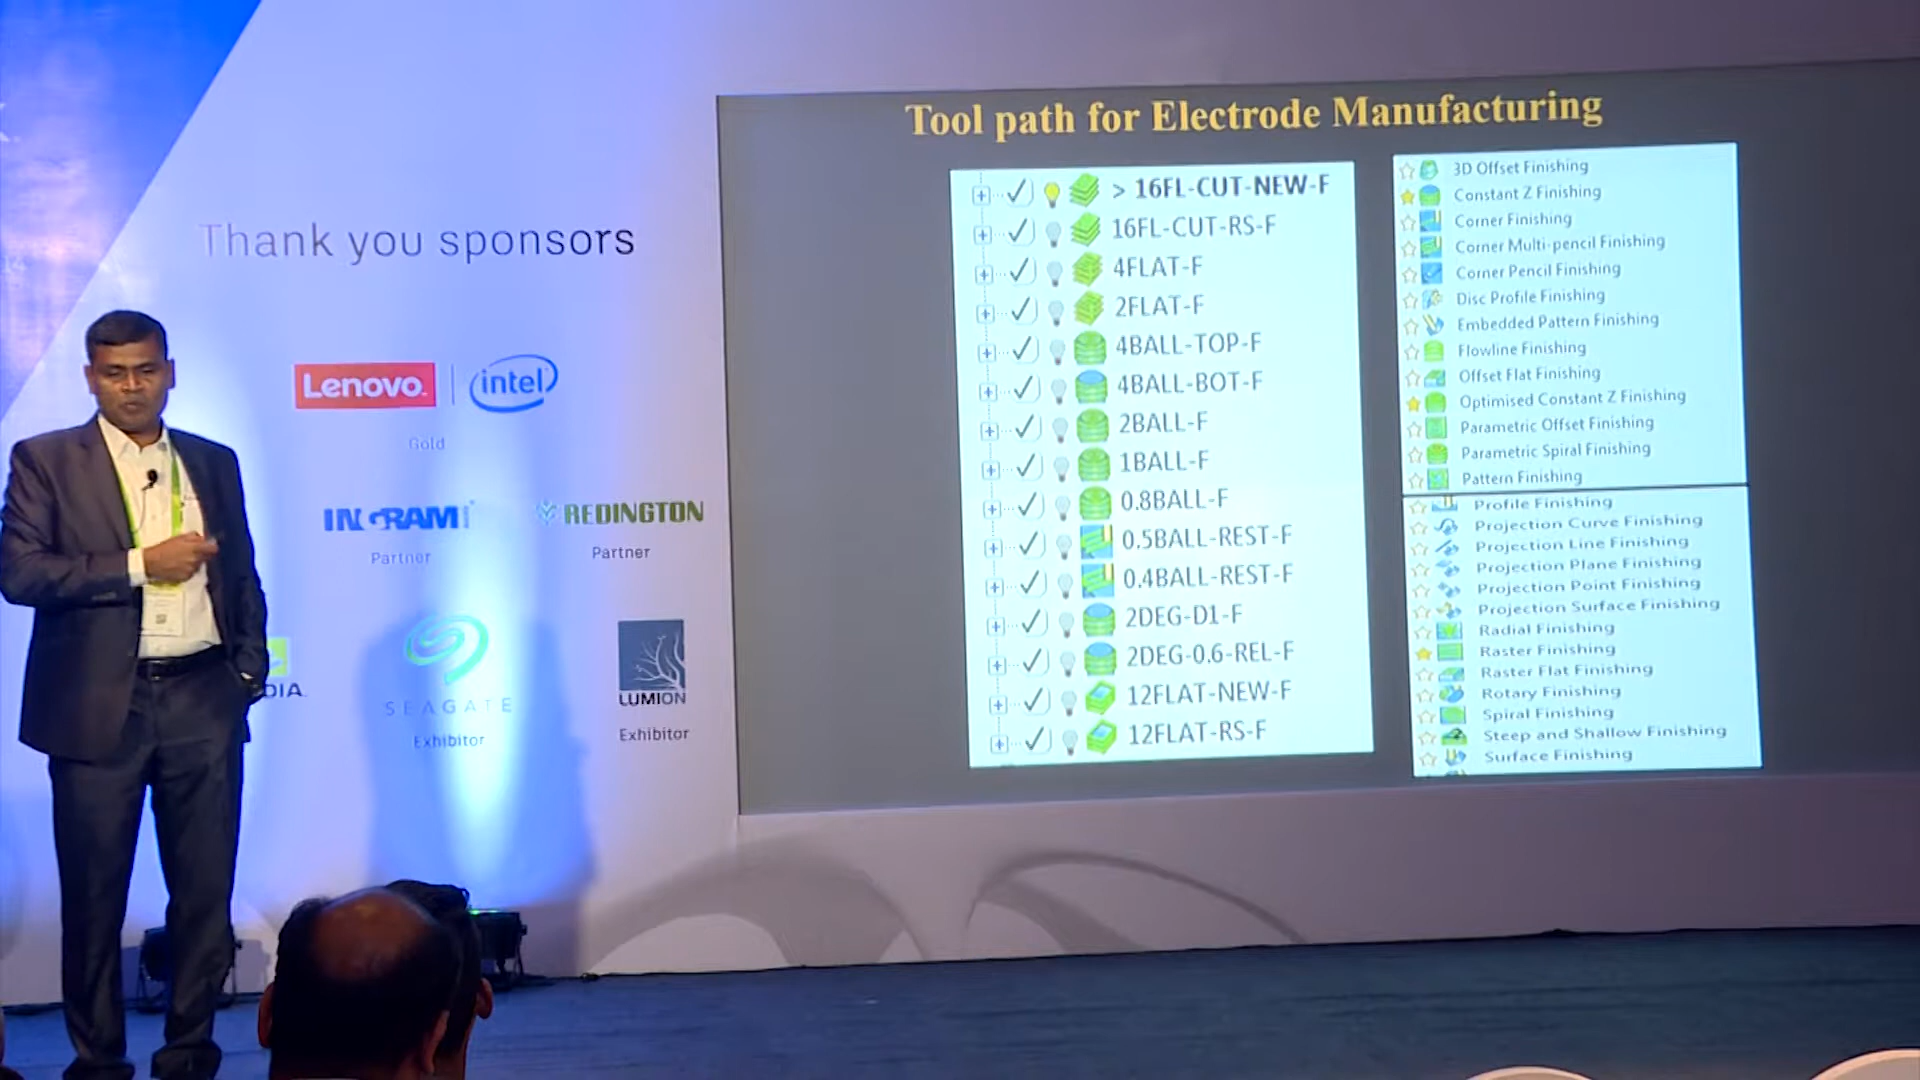 Thank you sponsors
Lenovo.
intel
Gold
REDINGTON
Partner
Partner
SEAGATE
Exhibitor
LUMION
Exhibitor
Tool path for Electrode Manufacturing
> 16FL-CUT-NEW-F
16FL-CUT-RS-F
4FLAT-F
2FLAT-F
4BALL-TOP-F
4BALL-BOT-F
2BALL-F
1BALL-F
0.8BALL-F
0.5BALL-REST-F
0.4BALL-REST-F
2DEG-D1-F
2DEG-0.6-REL-F
12FLAT-NEW-F
12FLAT-RS-F
3D Offset Finishing
Constant Z Finishing
Corner Finishing
Corner Multi-pencil Finishing
Corner Pencil Finishing
Disc Profile Finishing
Embedded Pattern Finishing
Flowline Finishing
Offset Flat Finishing
Optimised Constant Z Finishing
Parametric Offset Finishing
Parametric Spiral Finishing
Pattern Finishing
Profile Finishing
Projection Curve Finishing
Projection Line Finishing
Projection Plane Finishing
Projection Point Finishing
Projection Surface Finishing
Radial Finishing
Raster Finishing
Raster Flat Finishing
Rotary Finishing
Spiral Finishing
Steep and Shallow Finishing
Surface Finishing